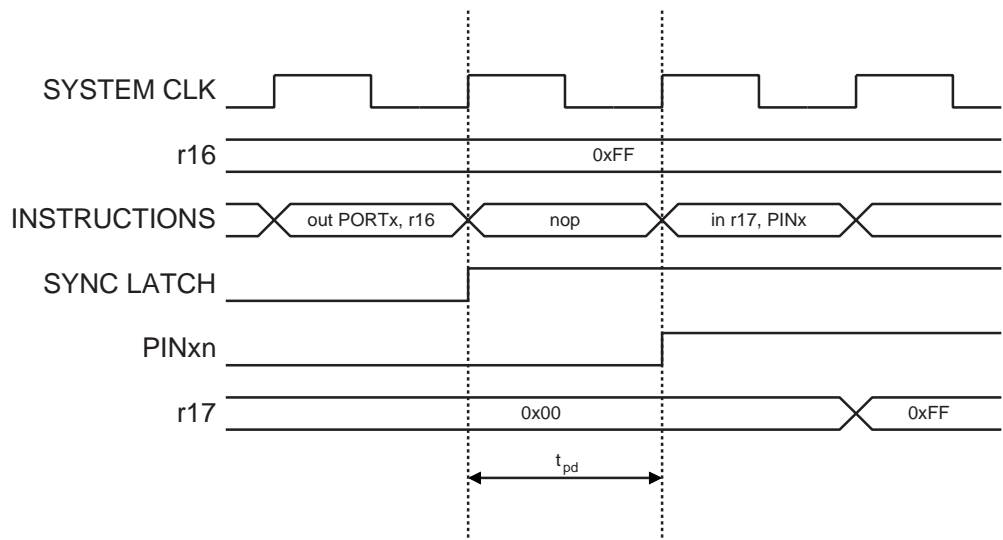 SYSTEM CLK
r16
0xFF
INSTRUCTIONS
out PORTx, r16
nop
in r17, PINx
SYNC LATCH
PINxn
r17
0x00
0xFF
tpd